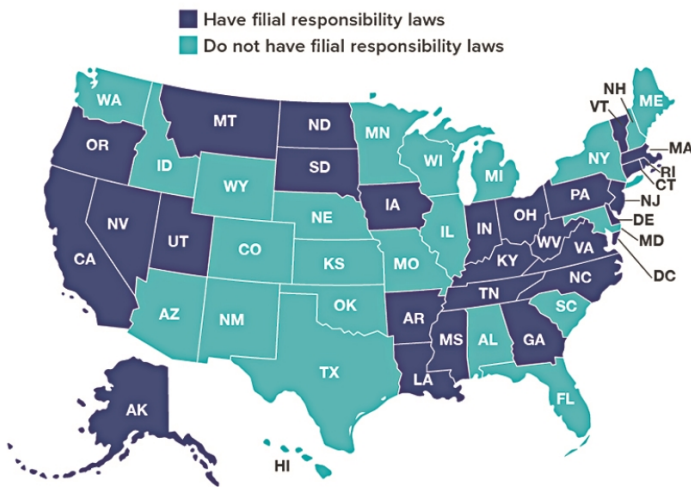 Have filial responsibility laws
Do not have filial responsibility laws
WA
MT
ND
MN
VT
NH
ME
OR
ID
SD
WI
MI
NY
MA
RI
CT
WY
IA
PA
NJ
NV
NE
IL
IN
OH
DE
MD
CA
UT
CO
KS
MO
KY
WV
VA
DC
AZ
NM
OK
AR
TN
NC
SC
TX
LA
MS
AL
GA
FL
AK
HI